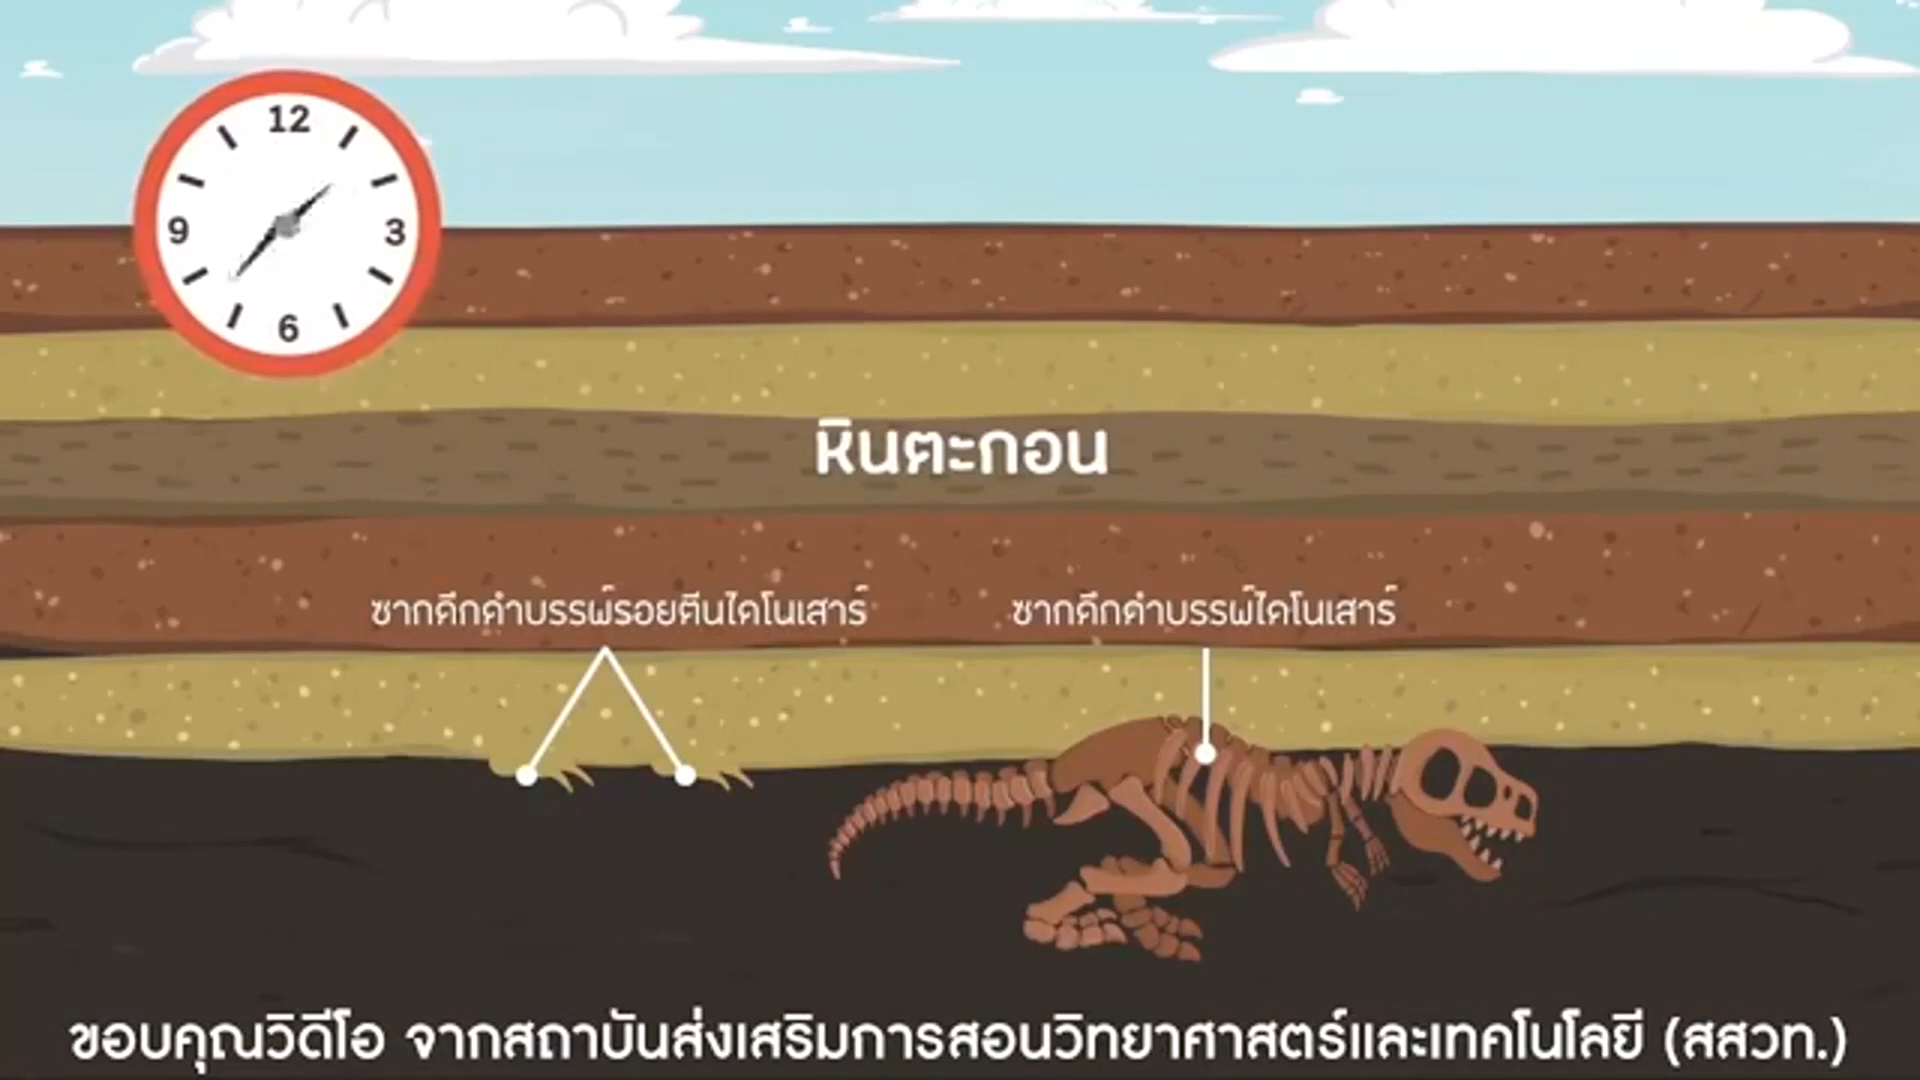 12
9 3
6
หินตะกอน
ซากดึกดำบรรพ์รอยตีนไดโนเสาร์ ซากดึกดำบรรพ์ไดโนเสาร์
ขอบคุณวิดีโอ จากสถาบันส่งเสริมการสอนวิทยาศาสตร์และเทคโนโลยี (สสวท.)